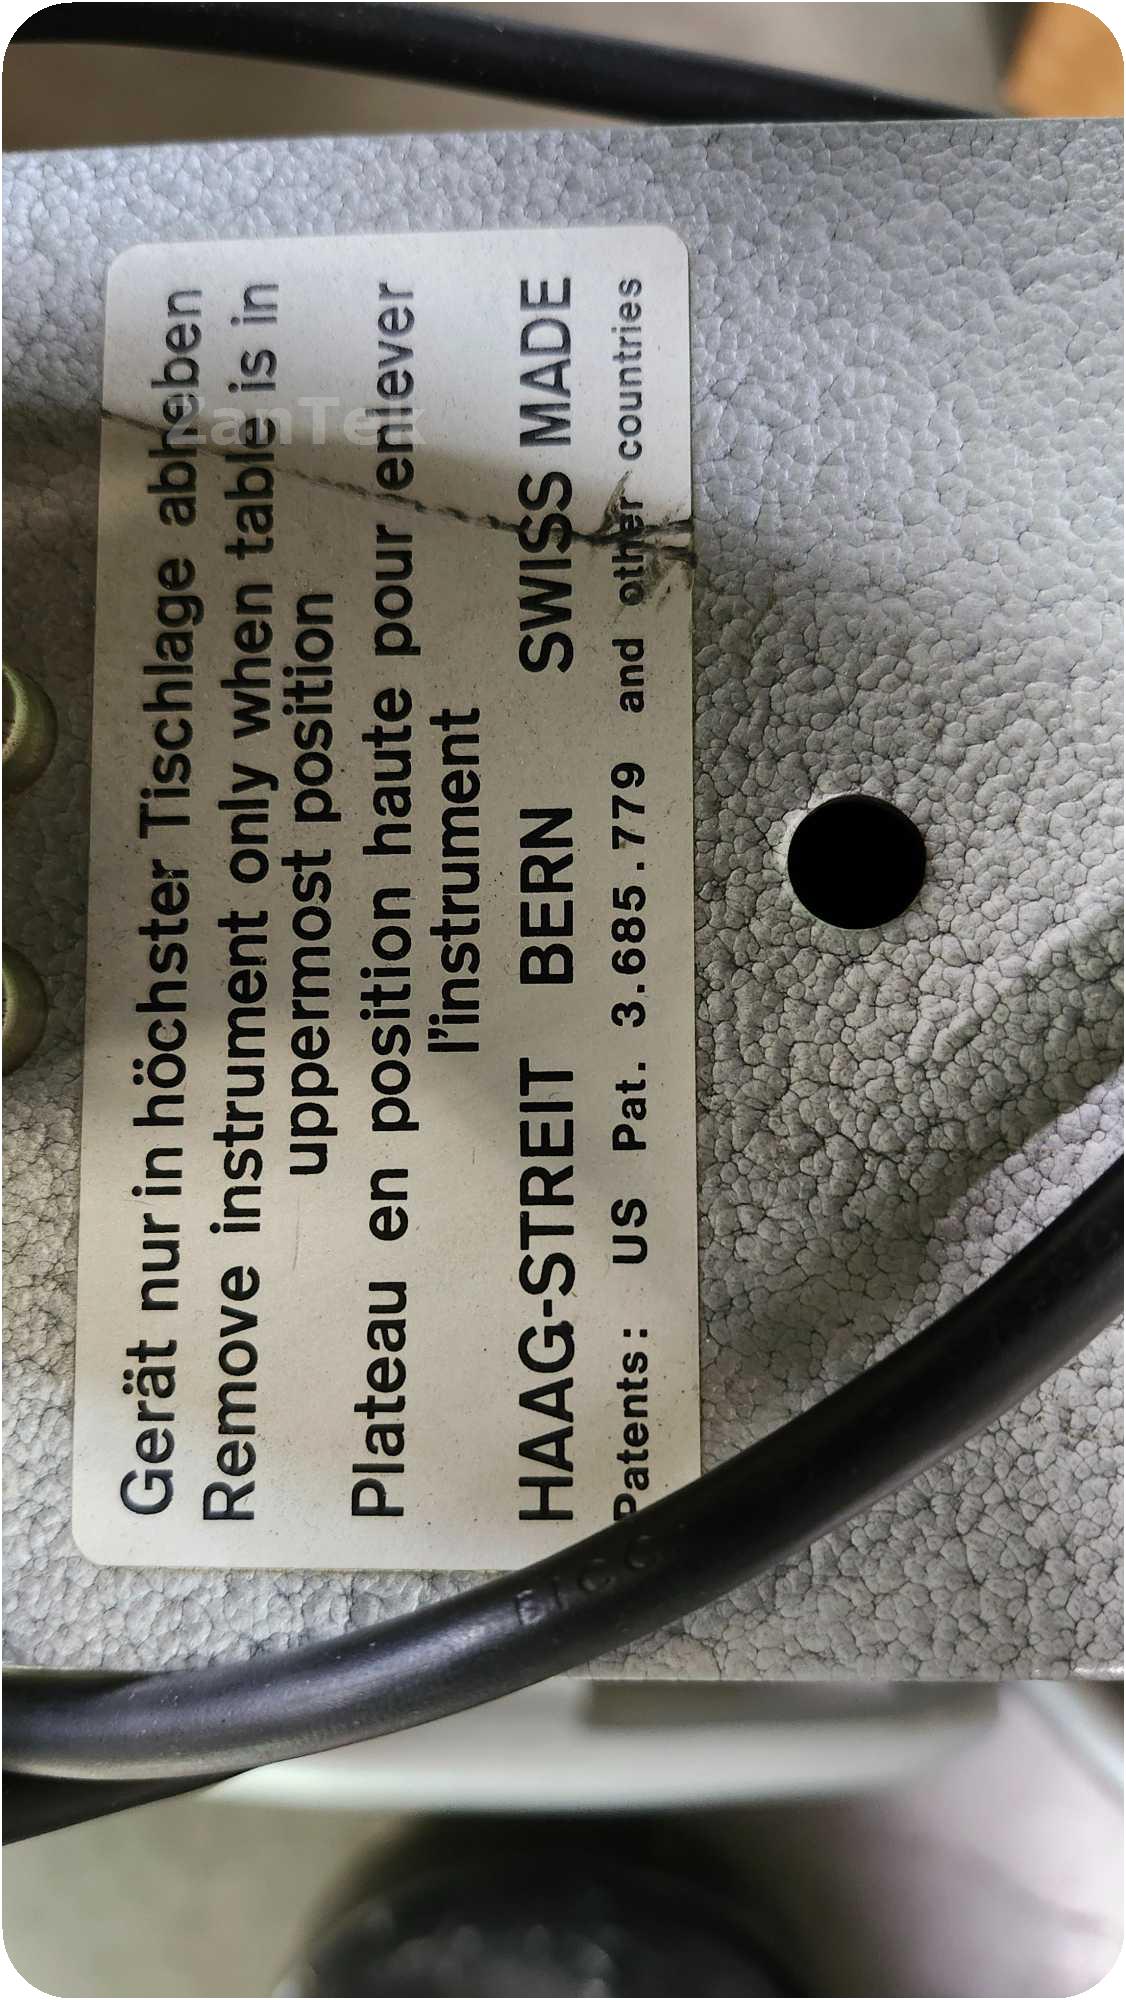 Gerät nur in höchster Tischlage abheben
Remove instrument only when table is in
uppermost position
Plateau en position haute pour enlever
l'instrument
HAAG-STREIT BERN SWISS MADE
Patents: US Pat. 3.685.779 and other countries
ZanTek